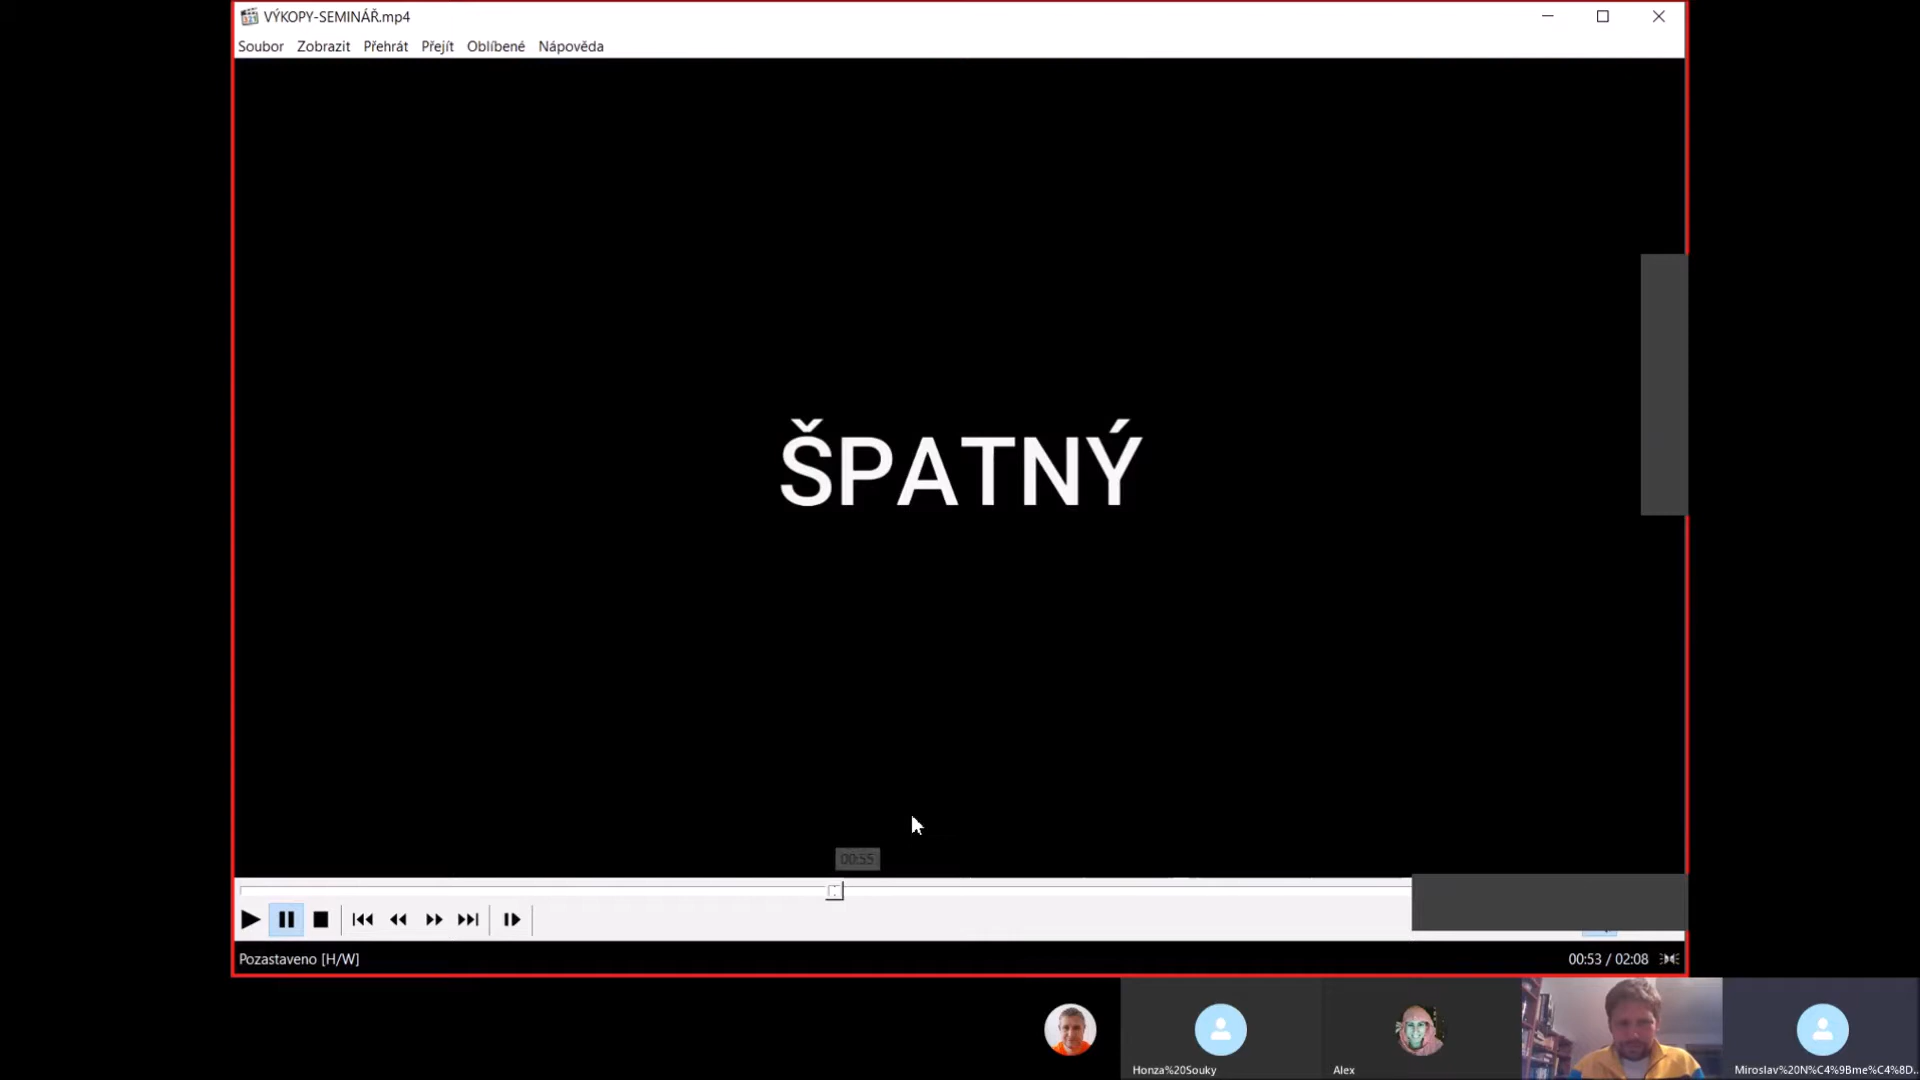 VÝKOPY-SEMINÁŘ.mp4
Soubor Zobrazit Přehrát Přejít Oblíbené Nápověda
ŠPATNÝ
00:55
Pozastaveno [H/W]
00:53 / 02:08
Honza%20Souky
Alex
Miroslav%20N%C4%9Bme%C4%8D...